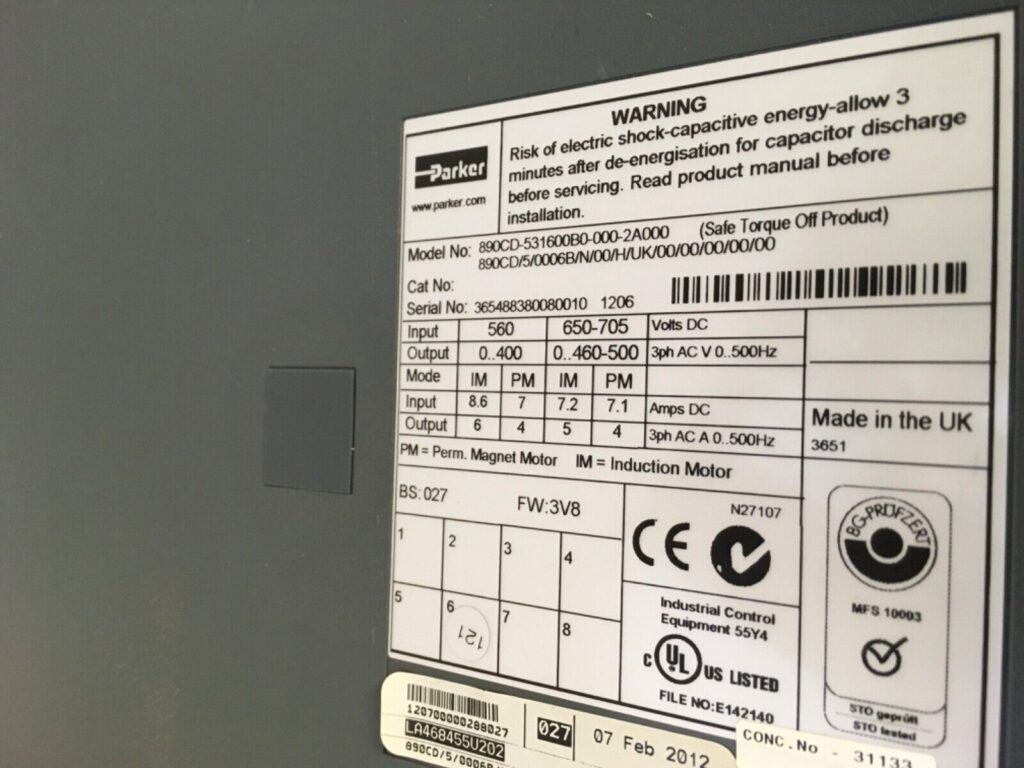 WARNING
Risk of electric shock-capacitive energy-allow 3
minutes after de-energisation for capacitor discharge
before servicing. Read product manual before
installation.
Parker
www.parker.com
Model No: 890CD-531600B0-000-2A000 (Safe Torque Off Product)
890CD/5/0006B/N/00/H/UK/00/00/00/00/00
Cat No:
Serial No: 365488380080010 1206
Input 560 650-705 Volts DC
Output 0..400 0..460-500 3ph AC V 0..500Hz
Mode IM PM IM PM
Input 8.6 7 7.2 7.1 Amps DC
Output 6 4 5 4 3ph AC A 0..500Hz
Made in the UK
3651
PM = Perm. Magnet Motor IM = Induction Motor
BS: 027 FW:3V8
1 2 3 4
5 6 7 8
121
N27107
CE
Industrial Control
Equipment 55Y4
C UL US LISTED
FILE NO:E142140
BG-PRÜFZERT
MFS 10003
STO geprüft
STO tested
120700000288027
LA468455U202
890CD/5/0006B
027
07 Feb 2012
CONC.No - 31133